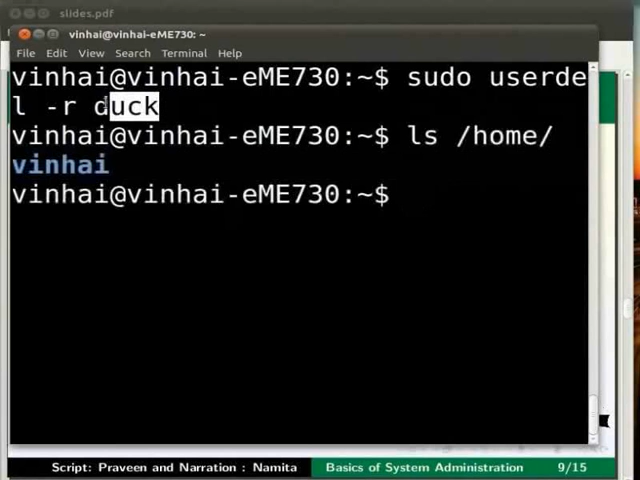 slides.pdf
vinhai@vinhai-eME730: ~
File Edit View Search Terminal Help
vinhai@vinhai-eME730:~$ sudo userde
l -r duck
vinhai@vinhai-eME730:~$ ls /home/
vinhai
vinhai@vinhai-eME730:~$
Script: Praveen and Narration : Namita Basics of System Administration 9/15